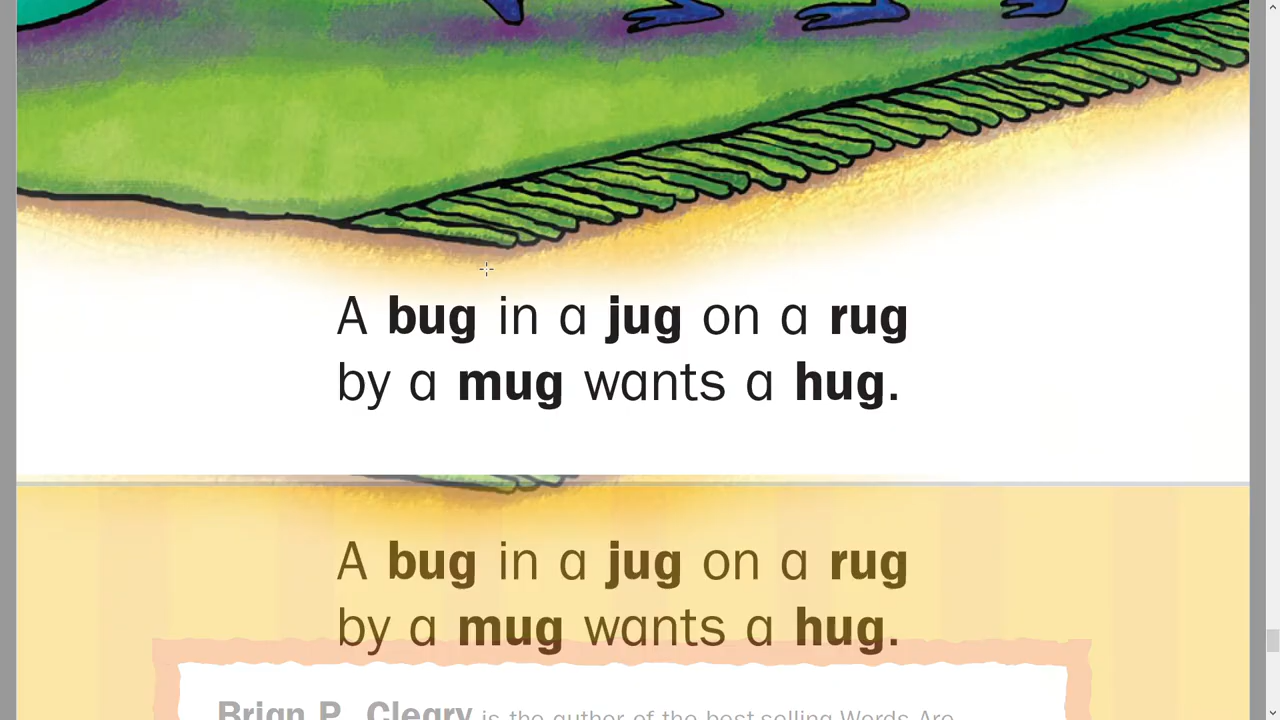 A bug in a jug on a rug
by a mug wants a hug.
A bug in a jug on a rug
by a mug wants a hug.
Brian P. Cleary is the author of the best-selling Words Are